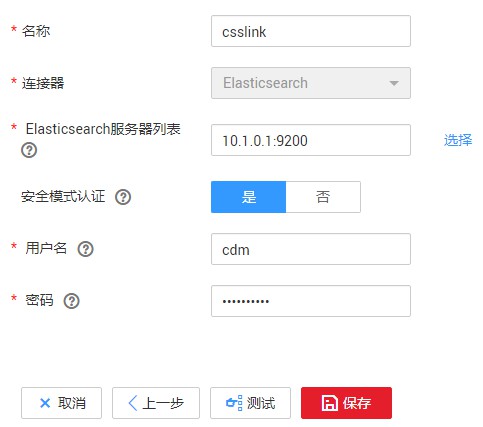 * 名称 csslink
* 连接器 Elasticsearch
* Elasticsearch服务器列表 10.1.0.1:9200 选择
安全模式认证 是 否
* 用户名 cdm
* 密码 ••••••••••
取消 上一步 测试 保存